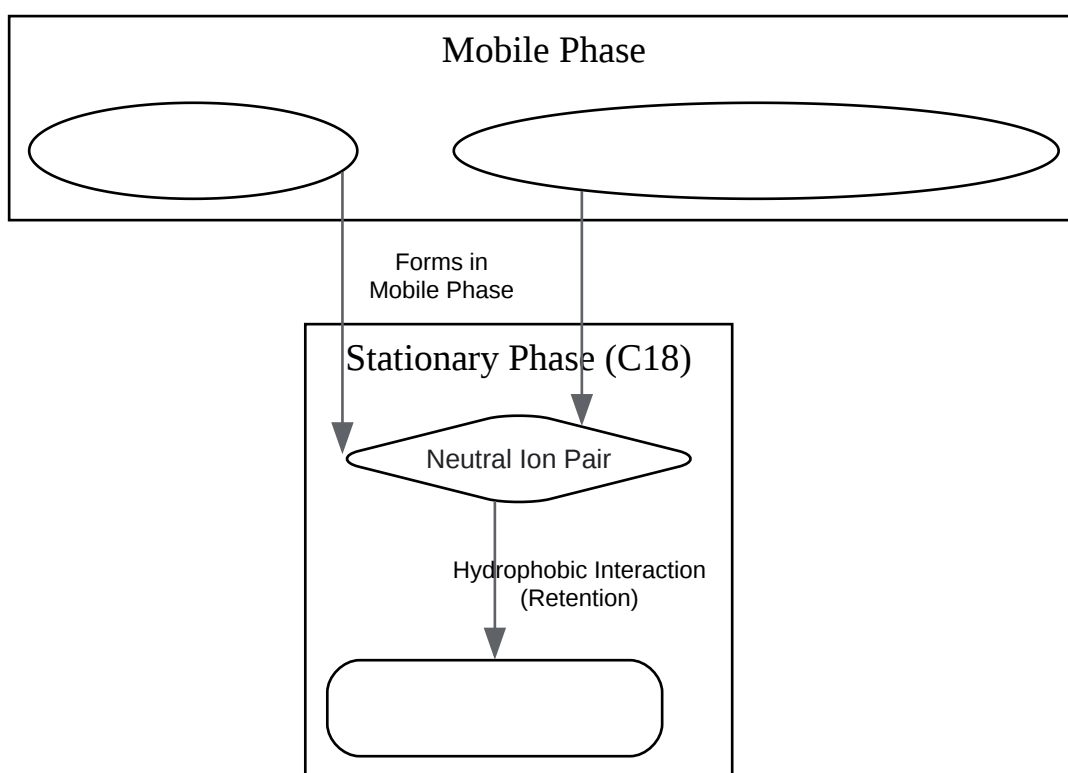 Mobile Phase
Forms in
Mobile Phase
Stationary Phase (C18)
Neutral Ion Pair
Hydrophobic Interaction
(Retention)